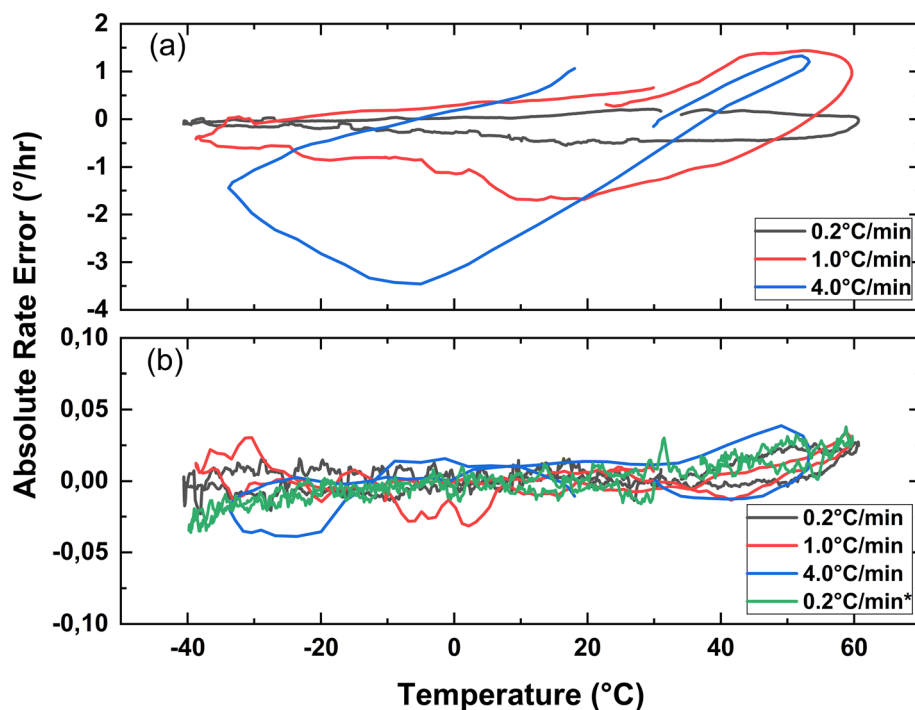 (a)
2
1
0
-1
-2
-3
-4
0.2°C/min
1.0°C/min
4.0°C/min
Absolute Rate Error (°/hr)
(b)
0,10
0,05
0,00
-0,05
-0,10
0.2°C/min
1.0°C/min
4.0°C/min
0.2°C/min*
-40 -20 0 20 40 60
Temperature (°C)